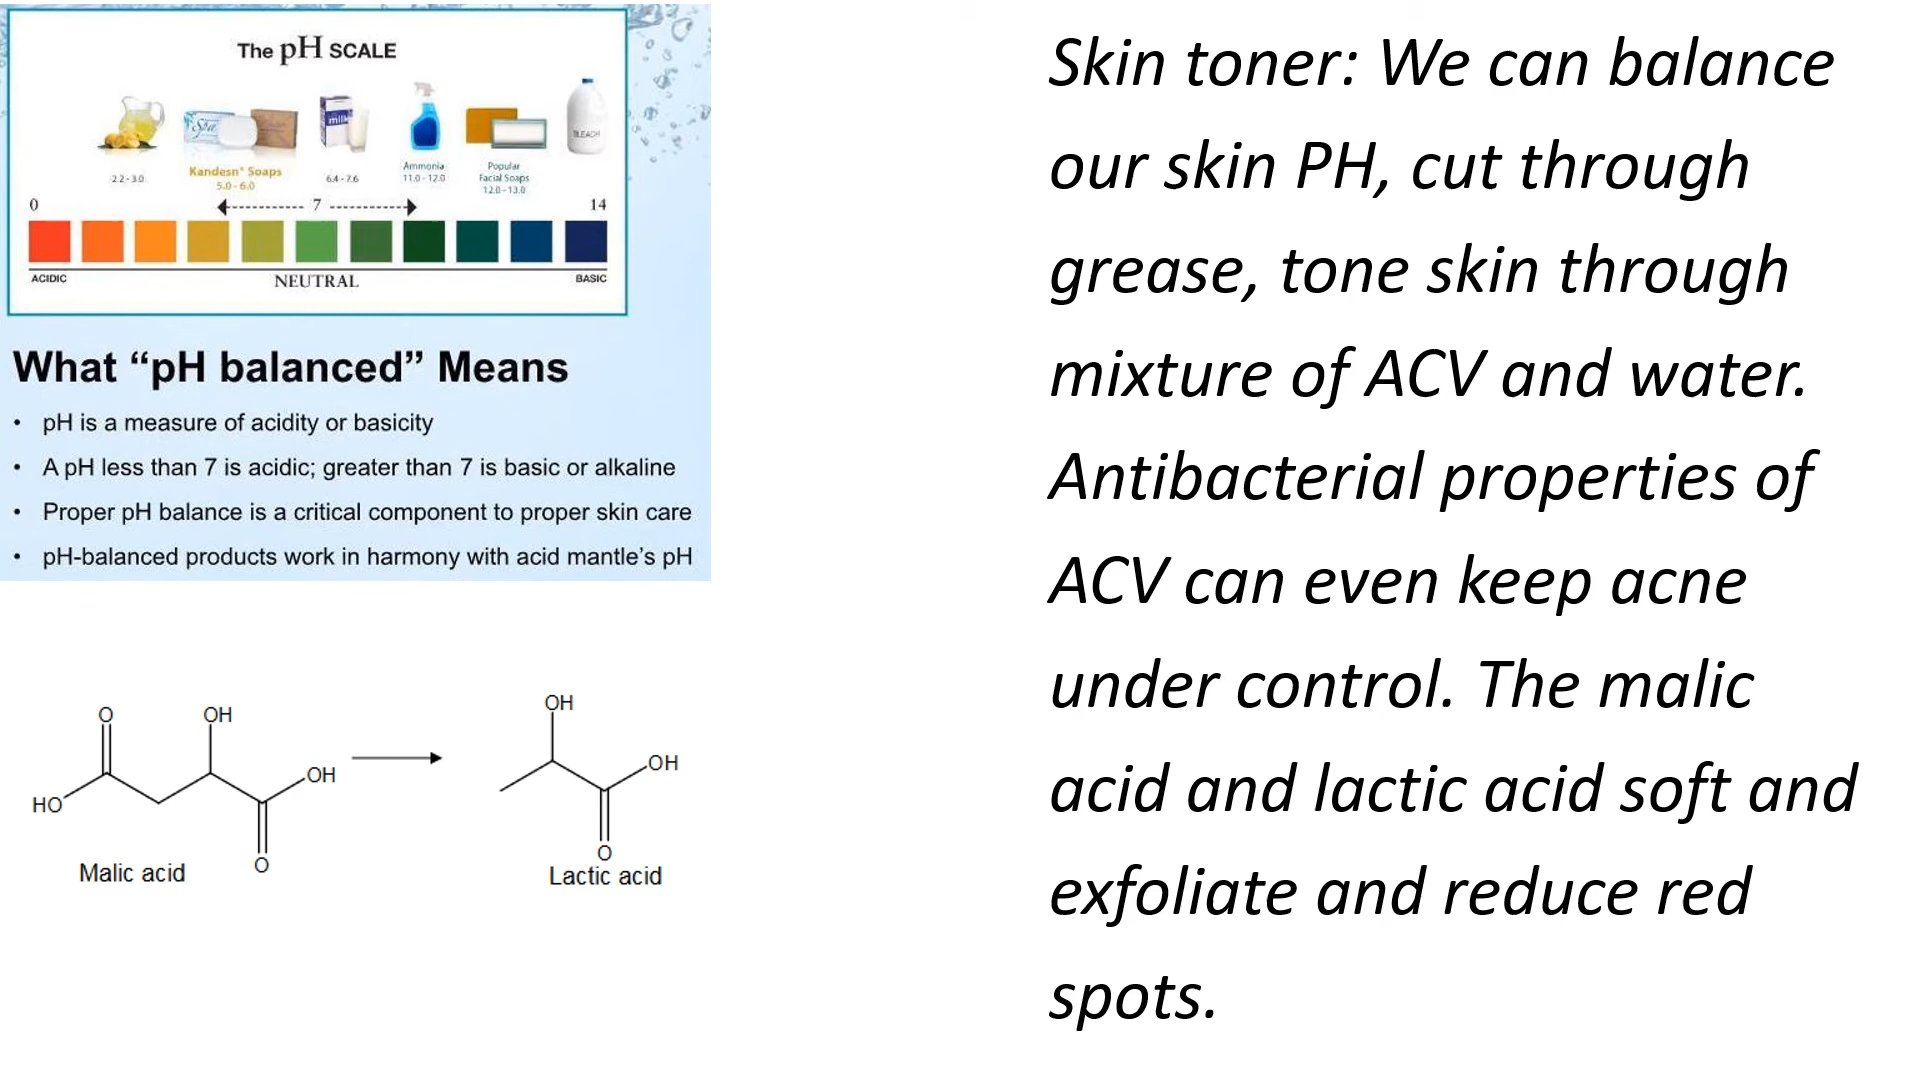 The pH SCALE
Spa
milk
BLEACH
Kandesn* Soaps
5.0 - 6.0
2.2 - 3.0
6.4 - 7.6
Ammonia
11.0 - 12.0
Popular
Facial Soaps
12.0 - 13.0
0
7
14
ACIDIC
NEUTRAL
BASIC
What “pH balanced” Means
• pH is a measure of acidity or basicity
• A pH less than 7 is acidic; greater than 7 is basic or alkaline
• Proper pH balance is a critical component to proper skin care
• pH-balanced products work in harmony with acid mantle’s pH
O
OH
OH
HO
O
Malic acid
OH
OH
O
Lactic acid
Skin toner: We can balance
our skin PH, cut through
grease, tone skin through
mixture of ACV and water.
Antibacterial properties of
ACV can even keep acne
under control. The malic
acid and lactic acid soft and
exfoliate and reduce red
spots.